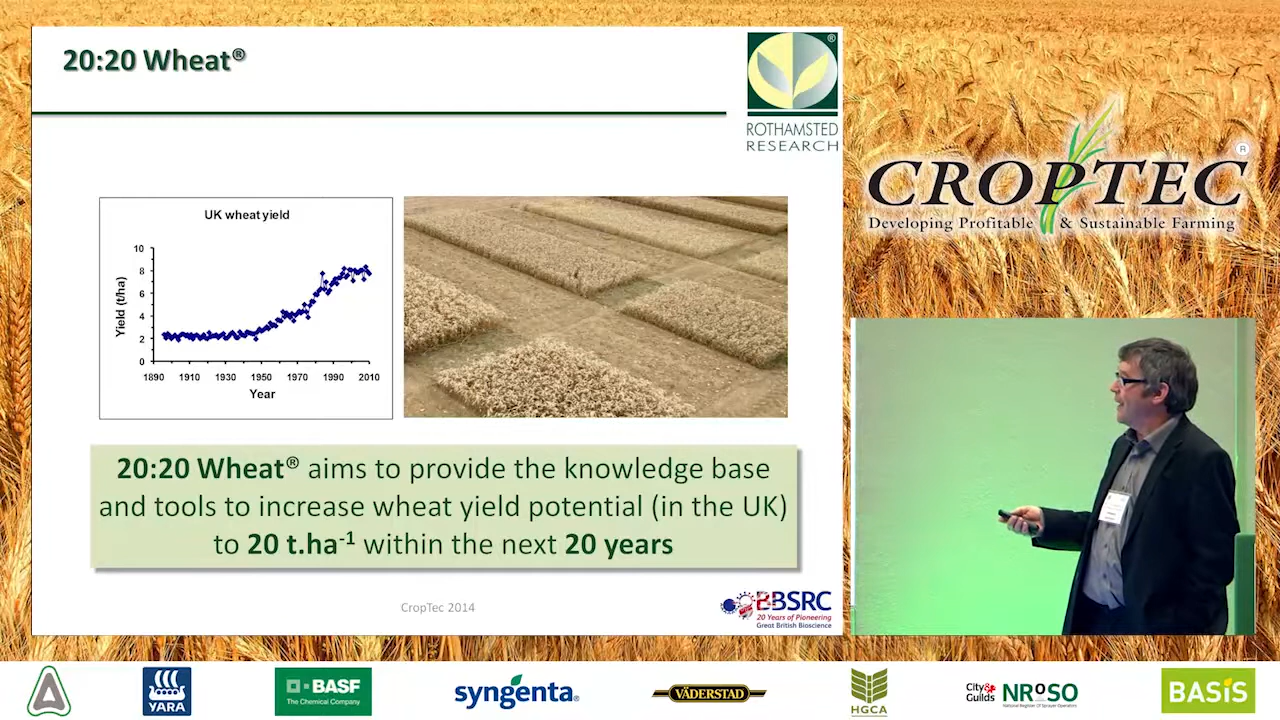 20:20 Wheat®
ROTHAMSTED
RESEARCH
UK wheat yield
Yield (t/ha)
10
8
6
4
2
0
1890 1910 1930 1950 1970 1990 2010
Year
20:20 Wheat® aims to provide the knowledge base
and tools to increase wheat yield potential (in the UK)
to 20 t.ha-1 within the next 20 years
CropTec 2014
BBSRC
20 Years of Pioneering
Great British Bioscience
CROPTEC®
Developing Profitable & Sustainable Farming
YARA
BASF
The Chemical Company
syngenta®
VÄDERSTAD
HGCA
City&
Guilds
NRoSO
National Register Of Sprayer Operators
BASIS